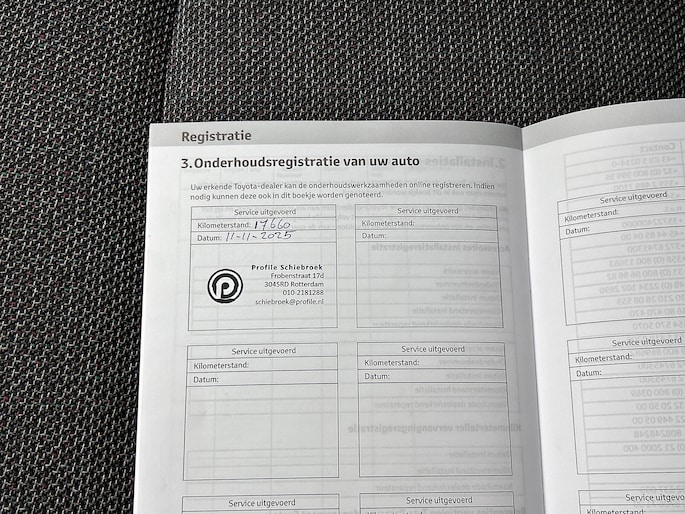 Registratie
3.Onderhoudsregistratie van uw auto
Uw erkende Toyota-dealer kan de onderhoudswerkzaamheden online registreren. Indien
nodig kunnen deze ook in dit boekje worden genoteerd.
Service uitgevoerd
Kilometerstand: 17660
Datum: 11-11-2025
Profile Schiebroek
Frobenstraat 17d
3045RD Rotterdam
010-2181288
schiebroek@profile.nl
Service uitgevoerd
Kilometerstand:
Datum:
Service uitgevoerd
Kilometerstand:
Datum:
Service uitgevoerd
Kilometerstand:
Datum:
Service uitgevoerd
Service uitgevoerd
Service uitgevoerd
Kilometerstand:
Datum:
Service uitgevoerd
Kilometerstand:
Datum:
Service uitgevoerd
Kilometerstand: